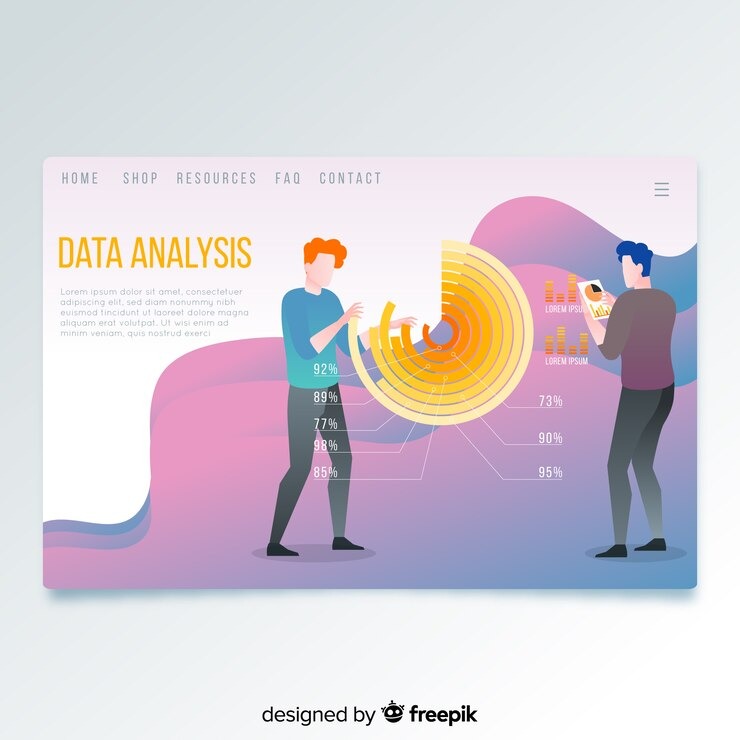 HOME SHOP RESOURCES FAQ CONTACT
DATA ANALYSIS
Lorem ipsum dolor sit amet, consectetuer
adipiscing elit, sed diam nonummy nibh
euismod tincidunt ut laoreet dolore magna
aliquam erat volutpat. Ut wisi enim ad
minim veniam, quis nostrud exerci
LOREM IPSUM
LOREM IPSUM
92%
89%
77%
98%
85%
73%
90%
95%
designed by freepik